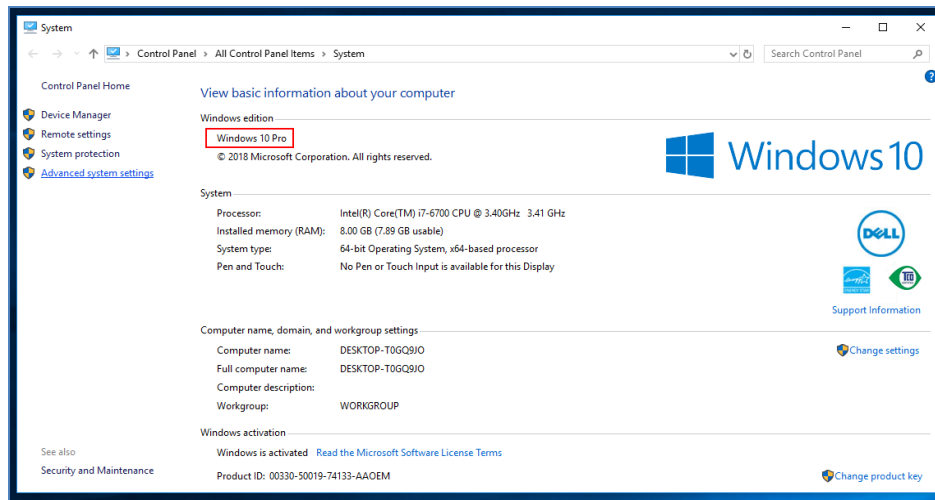 System
Control Panel > All Control Panel Items > System
Search Control Panel
Control Panel Home
Device Manager
Remote settings
System protection
Advanced system settings
See also
Security and Maintenance
View basic information about your computer
Windows edition
Windows 10 Pro
© 2018 Microsoft Corporation. All rights reserved.
Windows 10
System
Processor: Intel(R) Core(TM) i7-6700 CPU @ 3.40GHz 3.41 GHz
Installed memory (RAM): 8.00 GB (7.89 GB usable)
System type: 64-bit Operating System, x64-based processor
Pen and Touch: No Pen or Touch Input is available for this Display
DELL
Support Information
Computer name, domain, and workgroup settings
Computer name: DESKTOP-T0GQ9JO
Change settings
Full computer name: DESKTOP-T0GQ9JO
Computer description:
Workgroup: WORKGROUP
Windows activation
Windows is activated Read the Microsoft Software License Terms
Product ID: 00330-50019-74133-AAOEM
Change product key